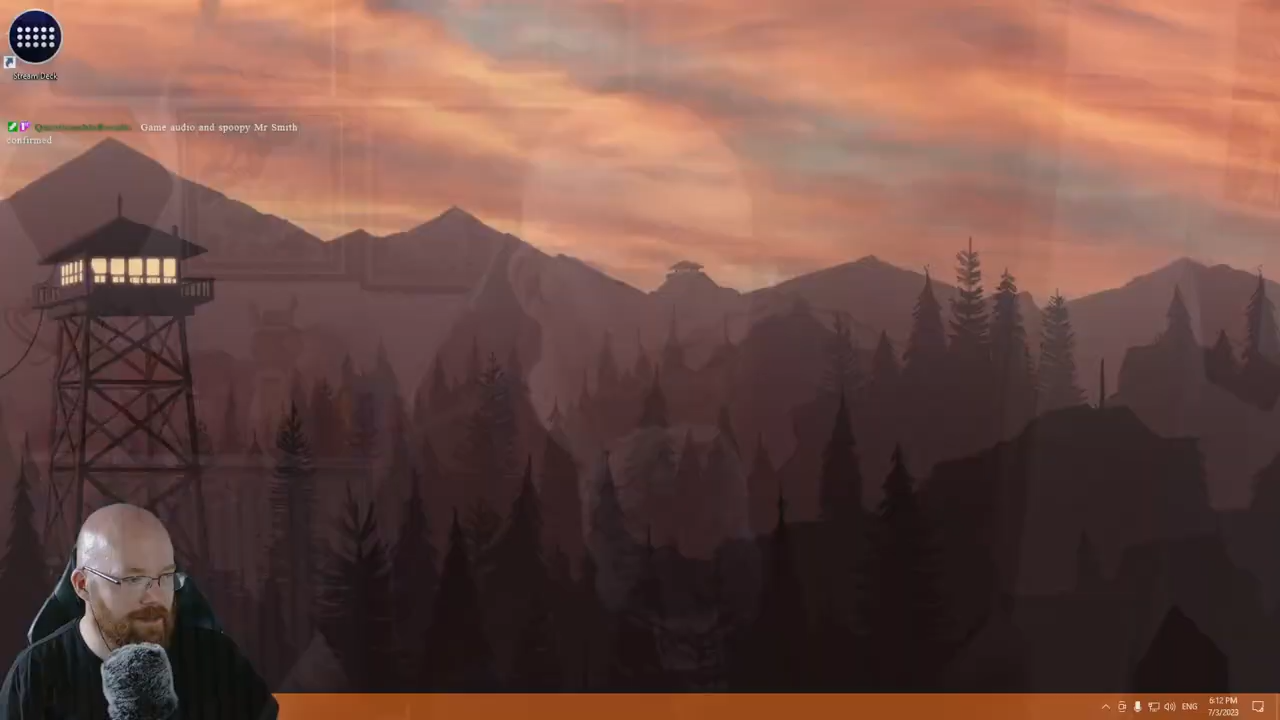 Stream Deck
Game audio and spoopy Mr Smith
confirmed
ENG
6:12 PM
7/3/2023